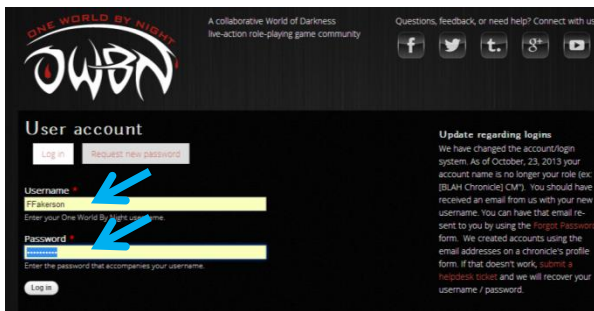 ONE WORLD BY NIGHT
OWBN
A collaborative World of Darkness
live-action role-playing game community
Questions, feedback, or need help? Connect with us
f t. g+
User account
Log in Request new password
Username *
FFakerson
Enter your One World By Night username.
Password *
Enter the password that accompanies your username.
Log in
Update regarding logins
We have changed the account/login
system. As of October, 23, 2013 your
account name is no longer your role (ex:
[BLAH Chronicle] CM"). You should have
received an email from us with your new
username. You can have that email re-
sent to you by using the Forgot Password
form. We created accounts using the
email addresses on a chronicle's profile
form. If that doesn't work, submit a
helpdesk ticket and we will recover your
username / password.